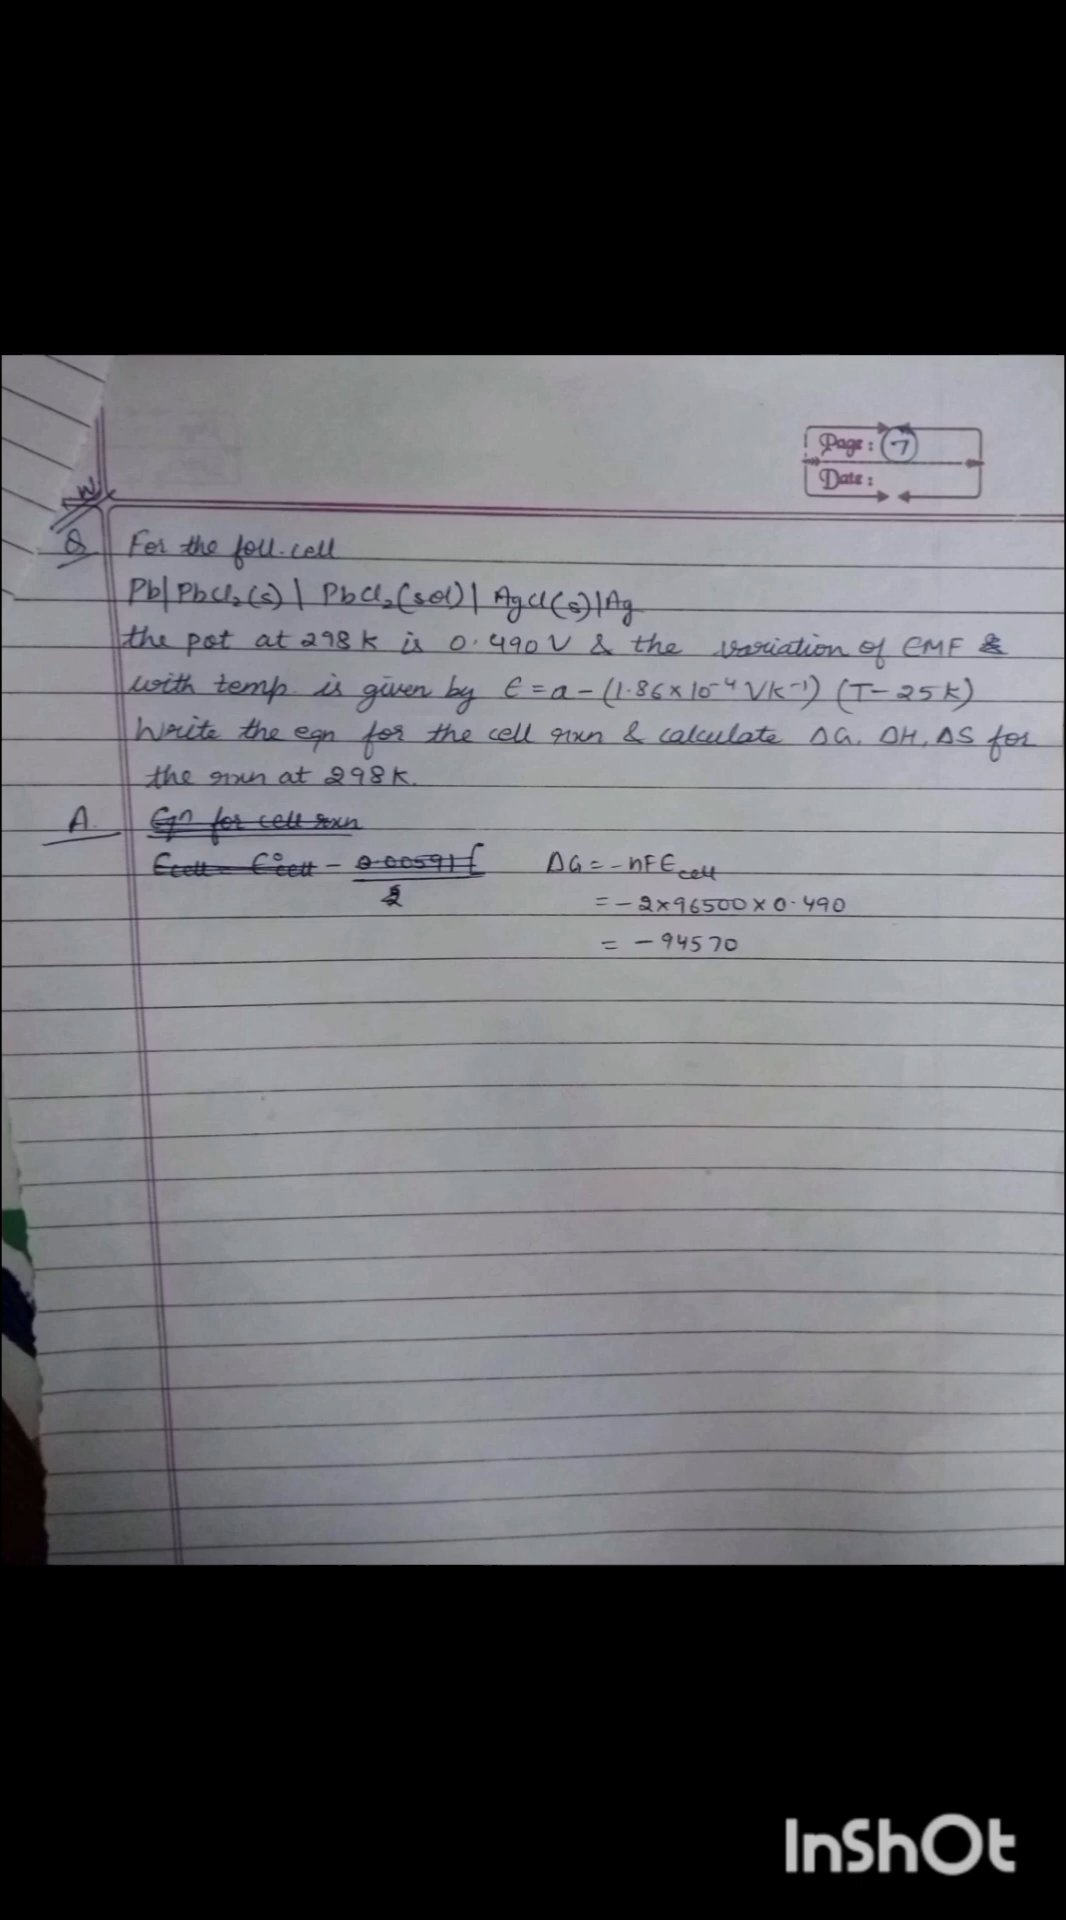 Page: 7
Date:
W
Q For the foll. cell
Pb|PbCl₂(s) | PbCl₂(sol) | AgCl(s)|Ag
the pot at 298 K is 0.490 V & the variation of EMF &
with temp. is given by E = a - (1.86×10⁻⁴ VK⁻¹) (T-25K)
Write the eqn for the cell rxn & calculate ΔG, ΔH, ΔS for
the rxn at 298K.
A. Eqn for cell rxn
Ecell = E°cell - 0.00591 [ ΔG = -nFEcell
2
= -2×96500×0.490
= -94570
InShOt